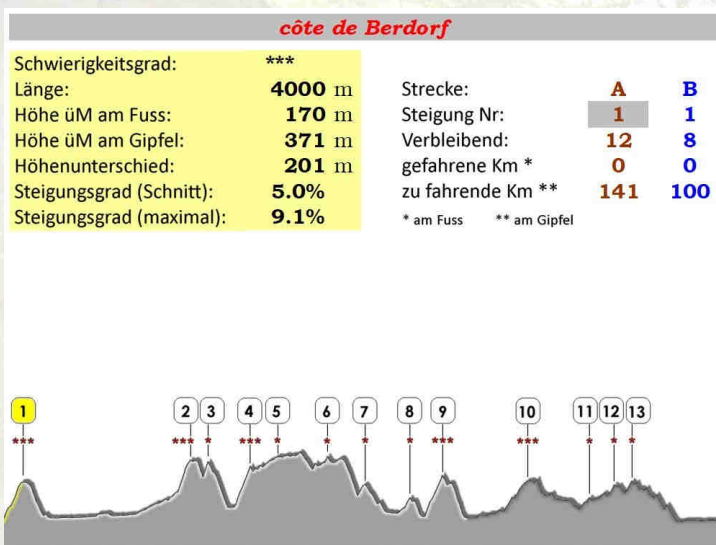 côte de Berdorf
Schwierigkeitsgrad: ***
Länge: 4000 m
Höhe üM am Fuss: 170 m
Höhe üM am Gipfel: 371 m
Höhenunterschied: 201 m
Steigungsgrad (Schnitt): 5.0%
Steigungsgrad (maximal): 9.1%
Strecke: A B
Steigung Nr: 1 1
Verbleibend: 12 8
gefahrene Km * 0 0
zu fahrende Km ** 141 100
* am Fuss ** am Gipfel
1 2 3 4 5 6 7 8 9 10 11 12 13
*** *** * *** * * * * *** *** * * *